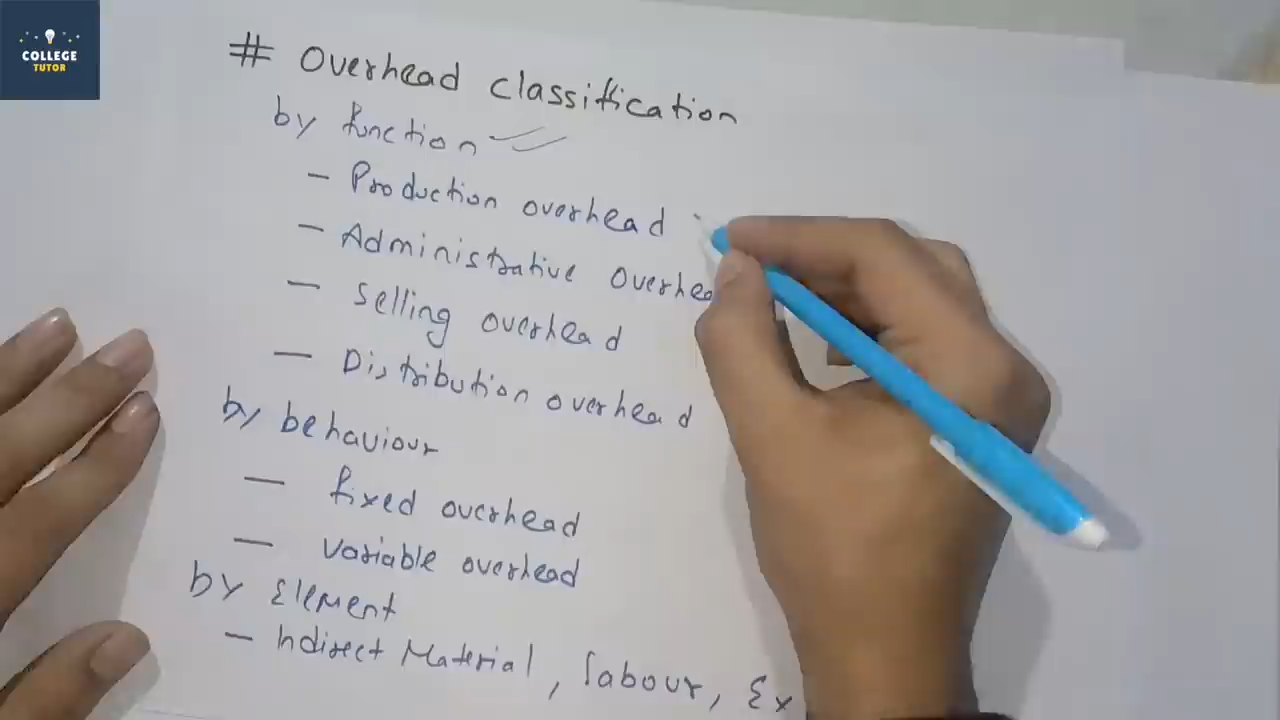 COLLEGE
TUTOR
# Overhead classification
by function
- Production overhead
- Administrative overhea
- Selling overhead
- Distribution overhead
by behaviour
- fixed overhead
- variable overhead
by Element
- Indirect Material, labour, Ex